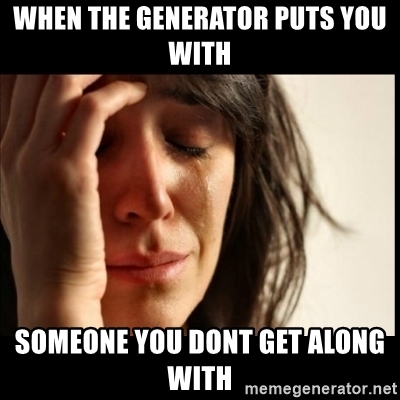 WHEN THE GENERATOR PUTS YOU
WITH
SOMEONE YOU DONT GET ALONG
WITH
memegenerator.net